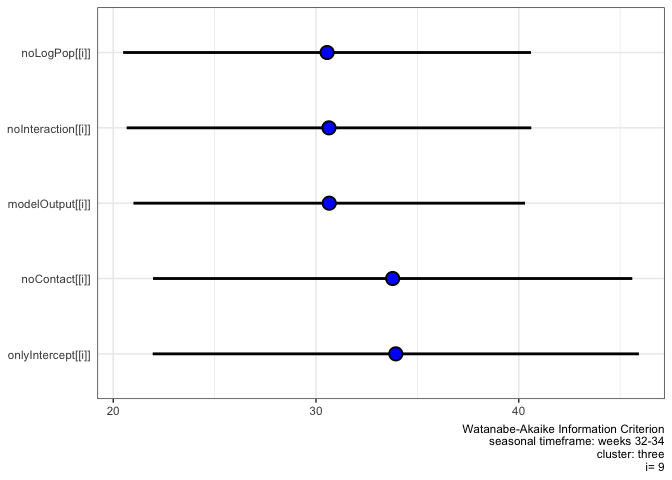 noLogPop[[i]]
noInteraction[[i]]
modelOutput[[i]]
noContact[[i]]
onlyIntercept[[i]]
20 30 40
Watanabe-Akaike Information Criterion
seasonal timeframe: weeks 32-34
cluster: three
i= 9